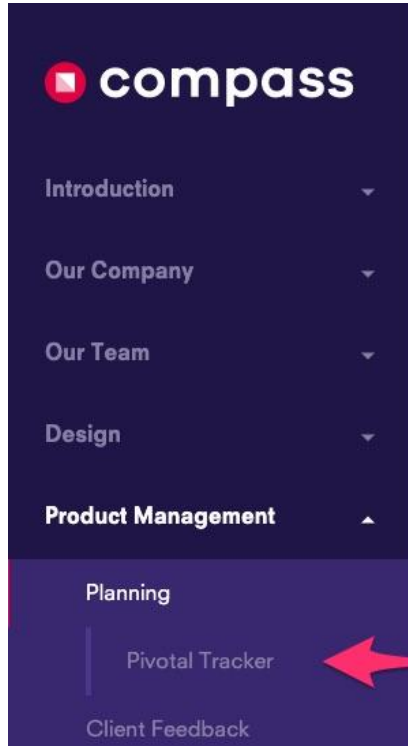 compass
Introduction
Our Company
Our Team
Design
Product Management
Planning
Pivotal Tracker
Client Feedback